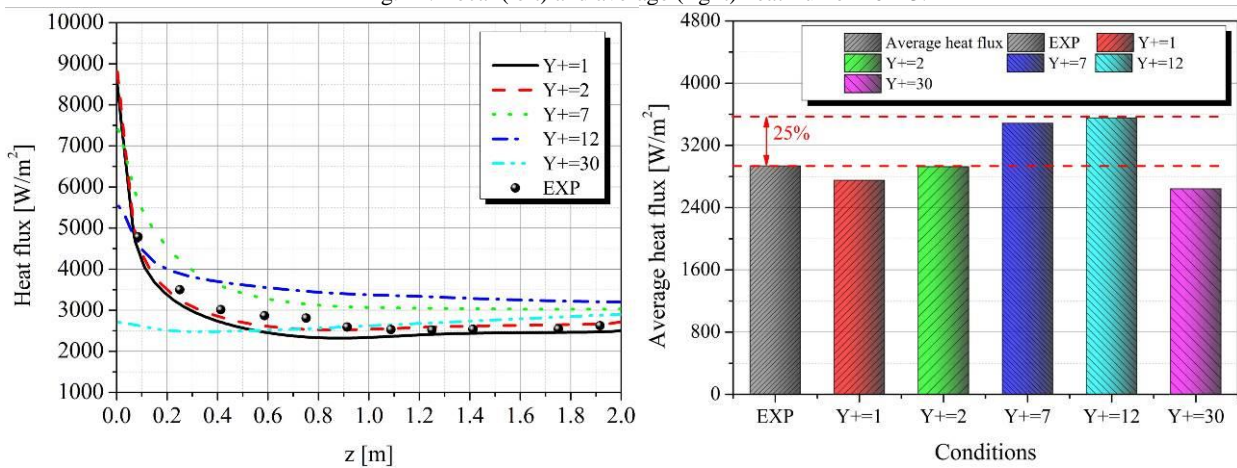 10000
9000
8000
7000
6000
5000
4000
3000
2000
1000
Heat flux [W/m²]
0.0 0.2 0.4 0.6 0.8 1.0 1.2 1.4 1.6 1.8 2.0
z [m]
Y+=1
Y+=2
Y+=7
Y+=12
Y+=30
EXP
4800
4000
3200
2400
1600
800
0
Average heat flux [W/m²]
Average heat flux EXP Y+=1
Y+=2 Y+=7 Y+=12
Y+=30
25%
EXP Y+=1 Y+=2 Y+=7 Y+=12 Y+=30
Conditions